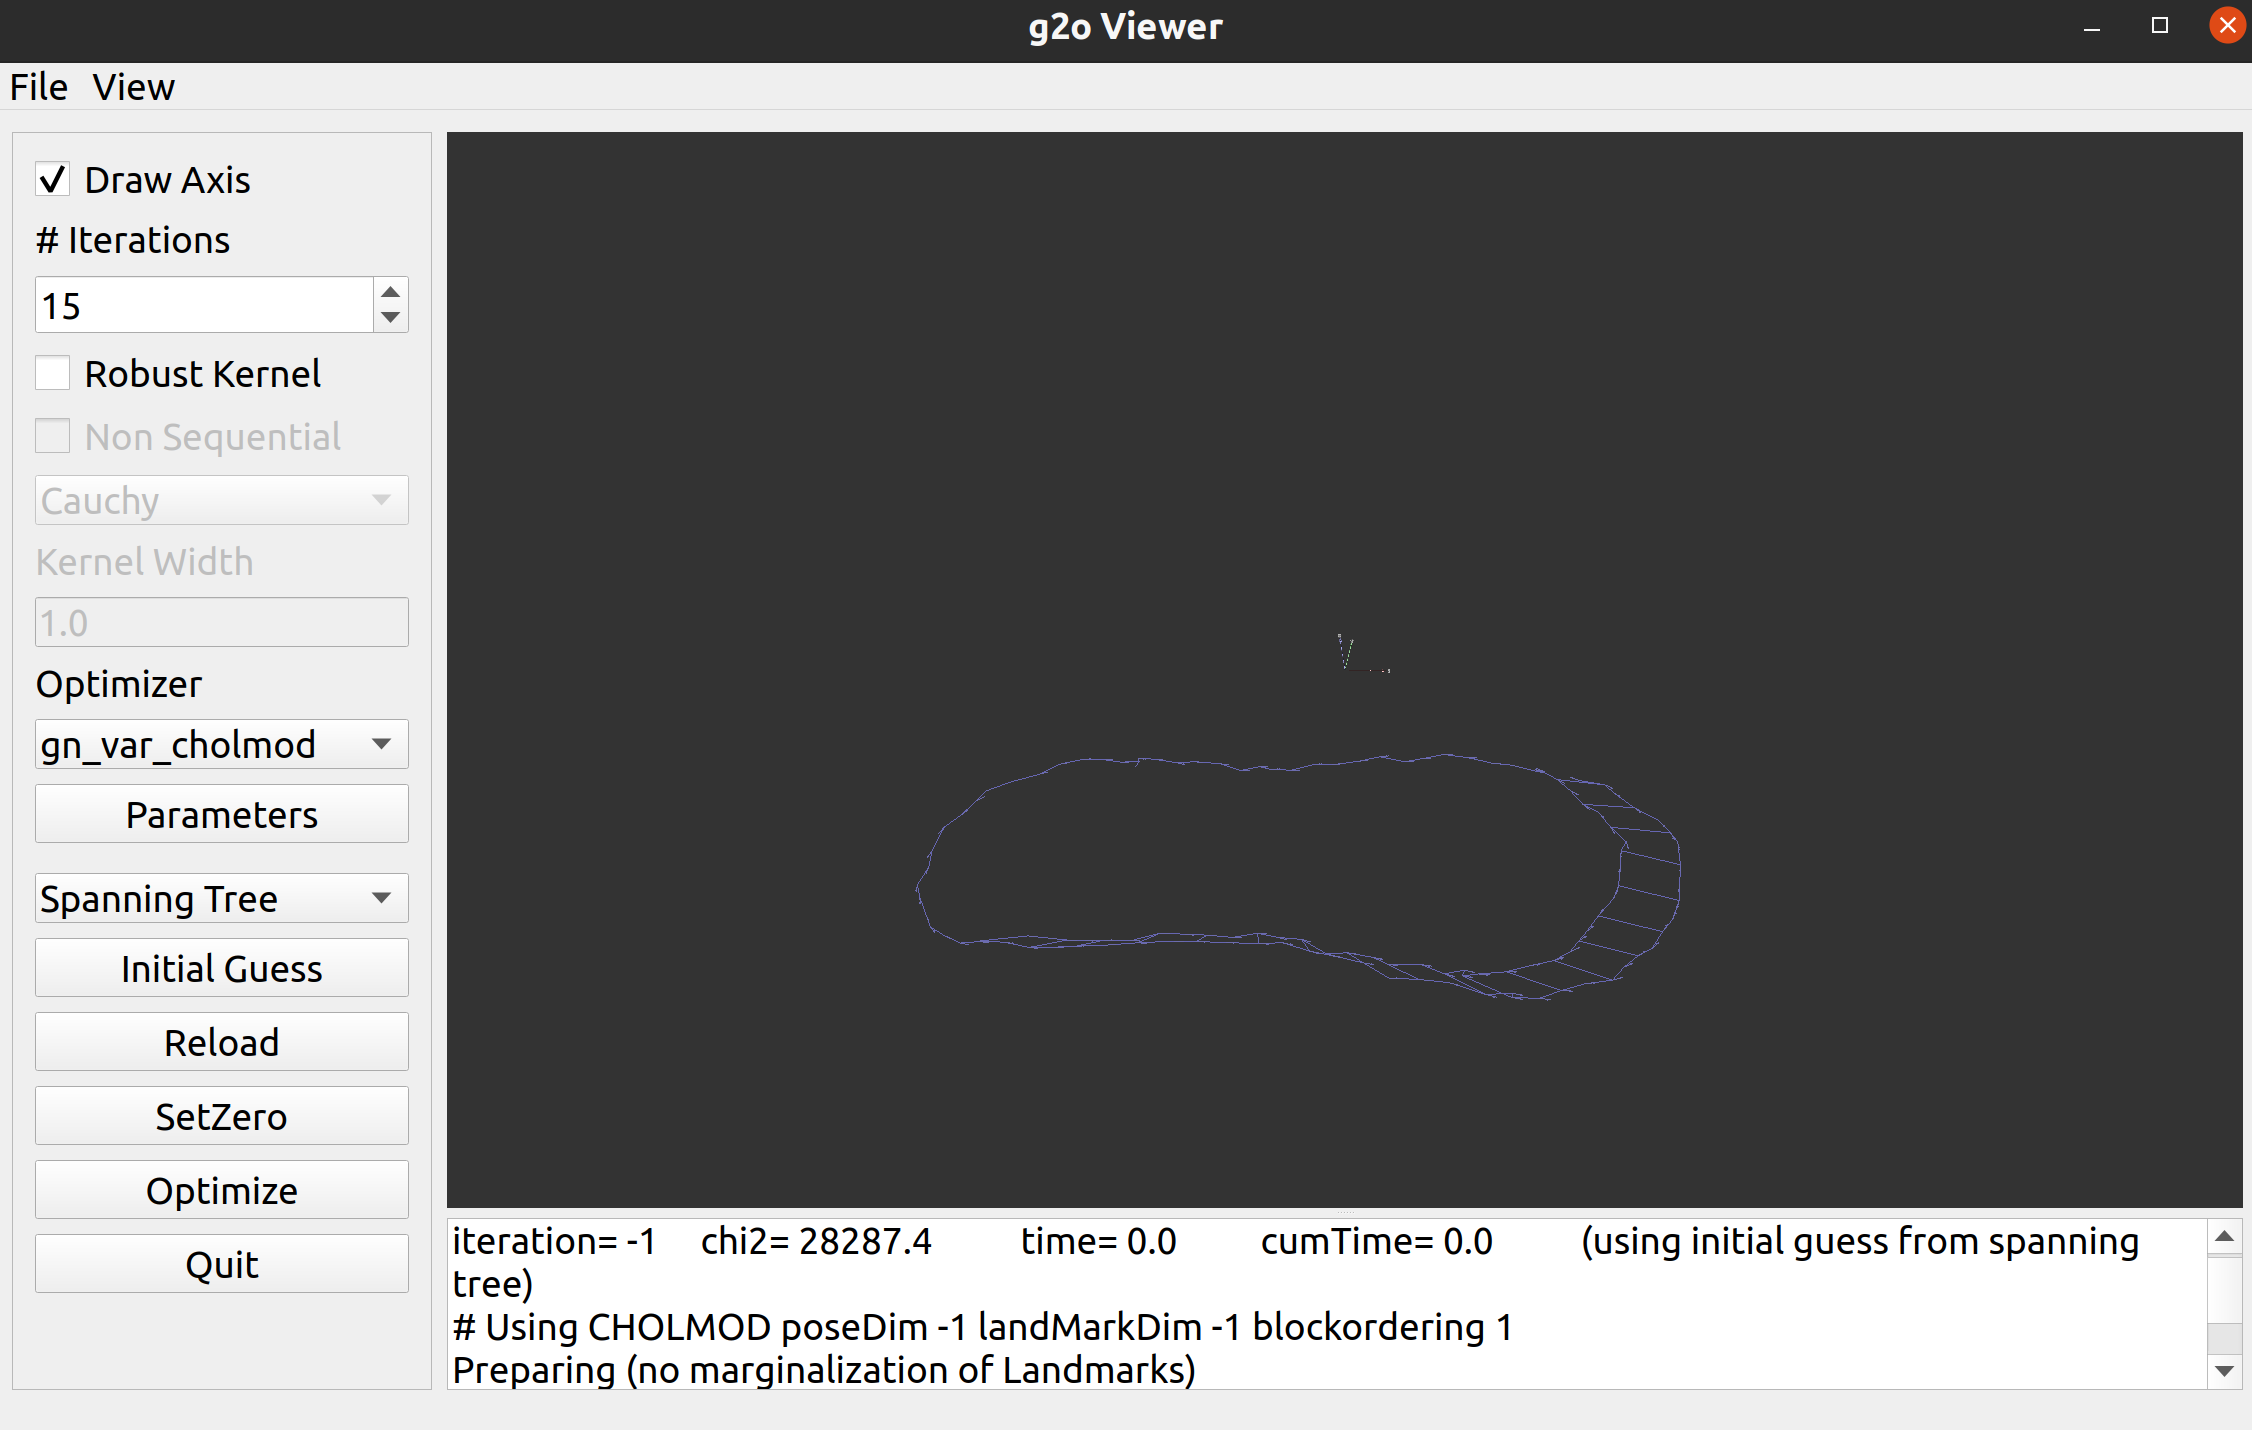 g2o Viewer
File View
Draw Axis
# Iterations
15
Robust Kernel
Non Sequential
Cauchy
Kernel Width
1.0
Optimizer
gn_var_cholmod
Parameters
Spanning Tree
Initial Guess
Reload
SetZero
Optimize
Quit
iteration= -1 chi2= 28287.4 time= 0.0 cumTime= 0.0 (using initial guess from spanning
tree)
# Using CHOLMOD poseDim -1 landMarkDim -1 blockordering 1
Preparing (no marginalization of Landmarks)